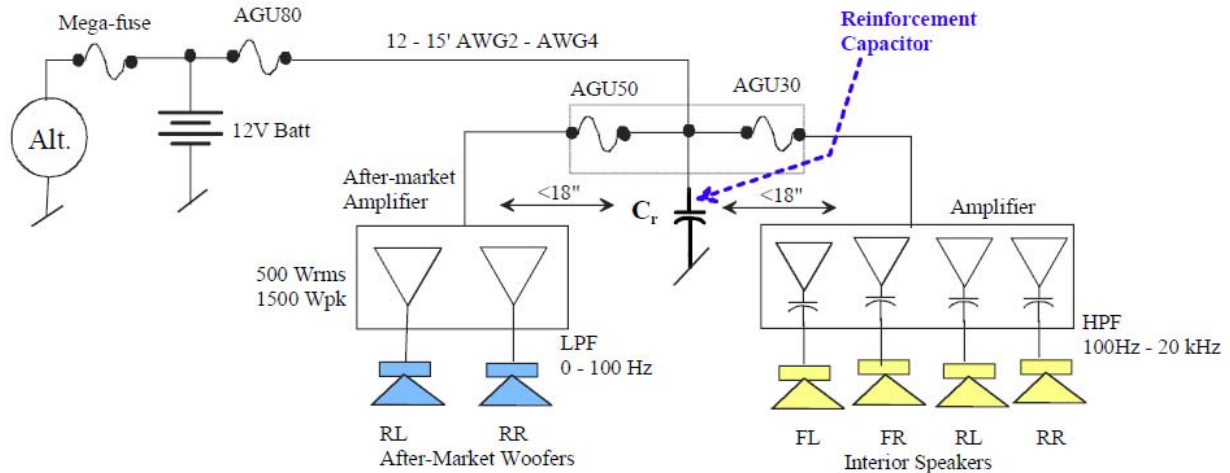 Mega-fuse
AGU80
12 - 15' AWG2 - AWG4
Reinforcement
Capacitor
AGU50
AGU30
Alt.
12V Batt
After-market
Amplifier
<18"
Cr
<18"
Amplifier
500 Wrms
1500 Wpk
LPF
0 - 100 Hz
HPF
100Hz - 20 kHz
RL
RR
After-Market Woofers
FL
FR
RL
RR
Interior Speakers